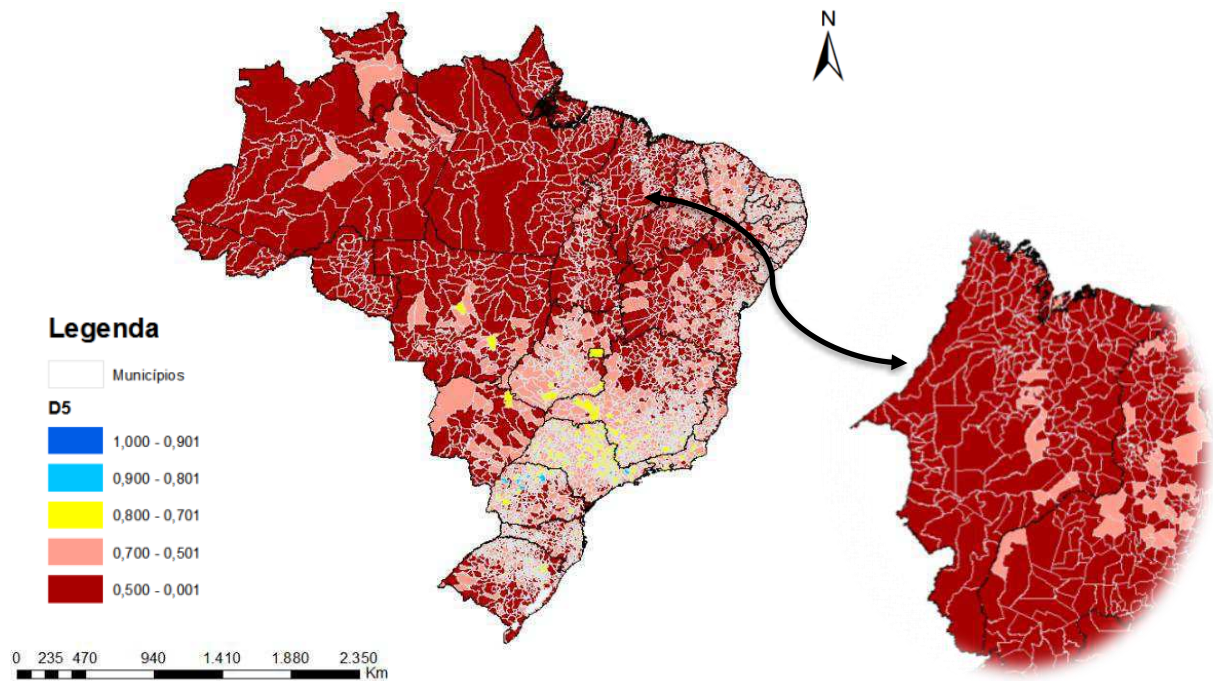 N
Legenda
Municípios
D5
1,000 - 0,901
0,900 - 0,801
0,800 - 0,701
0,700 - 0,501
0,500 - 0,001
0 235 470 940 1.410 1.880 2.350
Km